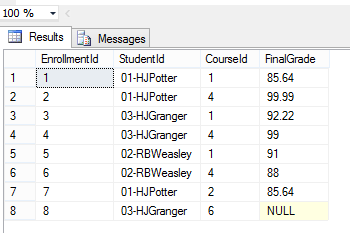 100 %
Results Messages
EnrollmentId StudentId CourseId FinalGrade
1 1 01-HJPotter 1 85.64
2 2 01-HJPotter 4 99.99
3 3 03-HJGranger 1 92.22
4 4 03-HJGranger 4 99
5 5 02-RBWeasley 1 91
6 6 02-RBWeasley 4 88
7 7 01-HJPotter 2 85.64
8 8 03-HJGranger 6 NULL